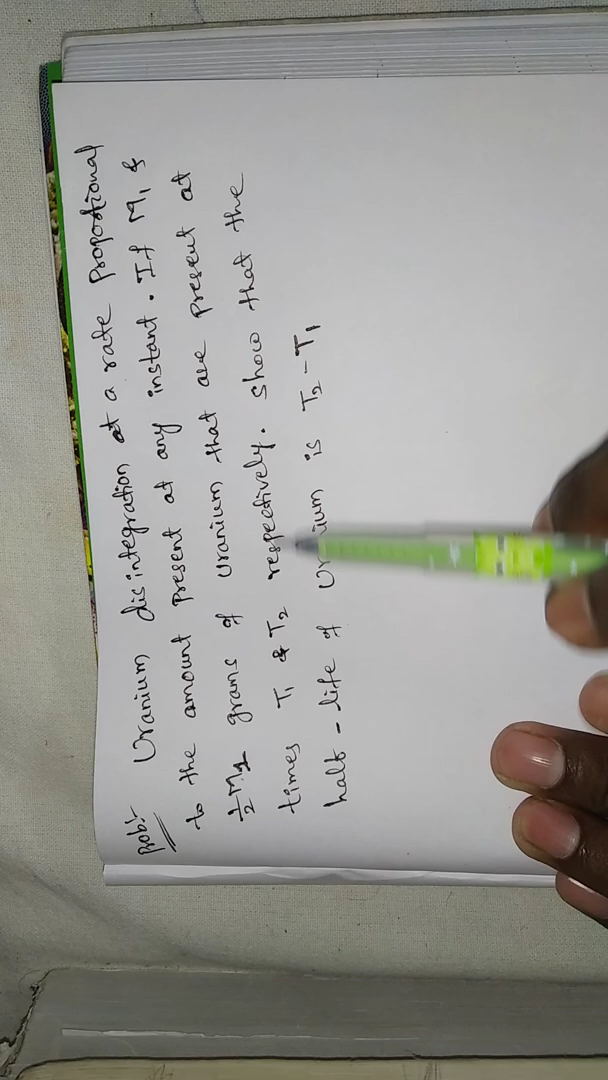 prob:- Uranium disintegration at a rate proportional
to the amount present at any instant. If M₁ &
½M₁ grams of Uranium that are present at
times T₁ & T₂ respectively. show that the
half-life of Uranium is T₂-T₁